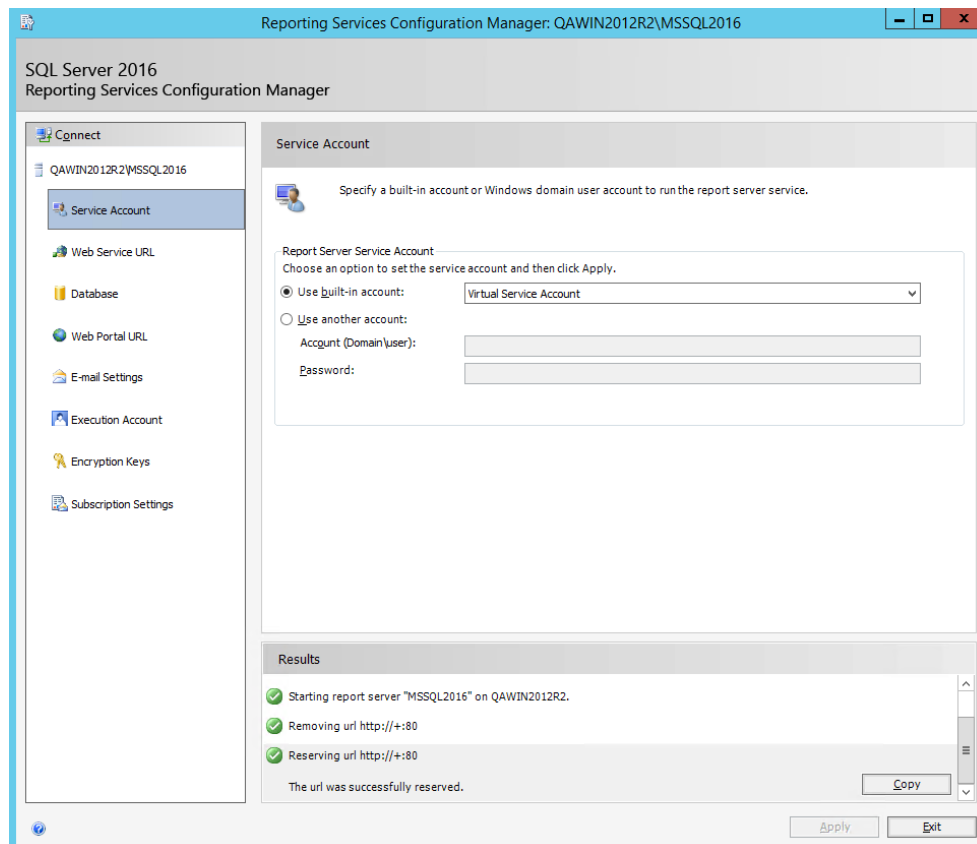 Reporting Services Configuration Manager: QAWIN2012R2\MSSQL2016
SQL Server 2016
Reporting Services Configuration Manager
Connect
QAWIN2012R2\MSSQL2016
Service Account
Web Service URL
Database
Web Portal URL
E-mail Settings
Execution Account
Encryption Keys
Subscription Settings
Service Account
Specify a built-in account or Windows domain user account to run the report server service.
Report Server Service Account
Choose an option to set the service account and then click Apply.
Use built-in account:
Virtual Service Account
Use another account:
Account (Domain\user):
Password:
Results
Starting report server "MSSQL2016" on QAWIN2012R2.
Removing url http://+:80
Reserving url http://+:80
The url was successfully reserved.
Copy
Apply
Exit